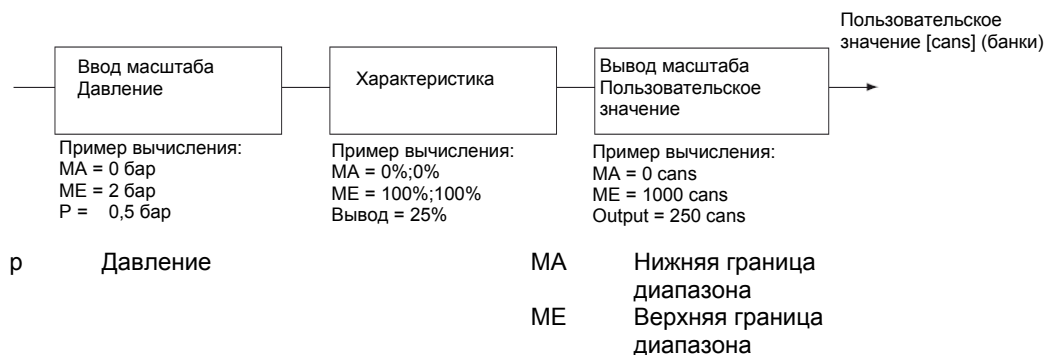 Пользовательское
значение [cans] (банки)
Ввод масштаба
Давление
Характеристика
Вывод масштаба
Пользовательское
значение
Пример вычисления:
MA = 0 бар
ME = 2 бар
P = 0,5 бар
Пример вычисления:
MA = 0%;0%
ME = 100%;100%
Вывод = 25%
Пример вычисления:
MA = 0 cans
ME = 1000 cans
Output = 250 cans
p Давление
MA Нижняя граница
диапазона
ME Верхняя граница
диапазона